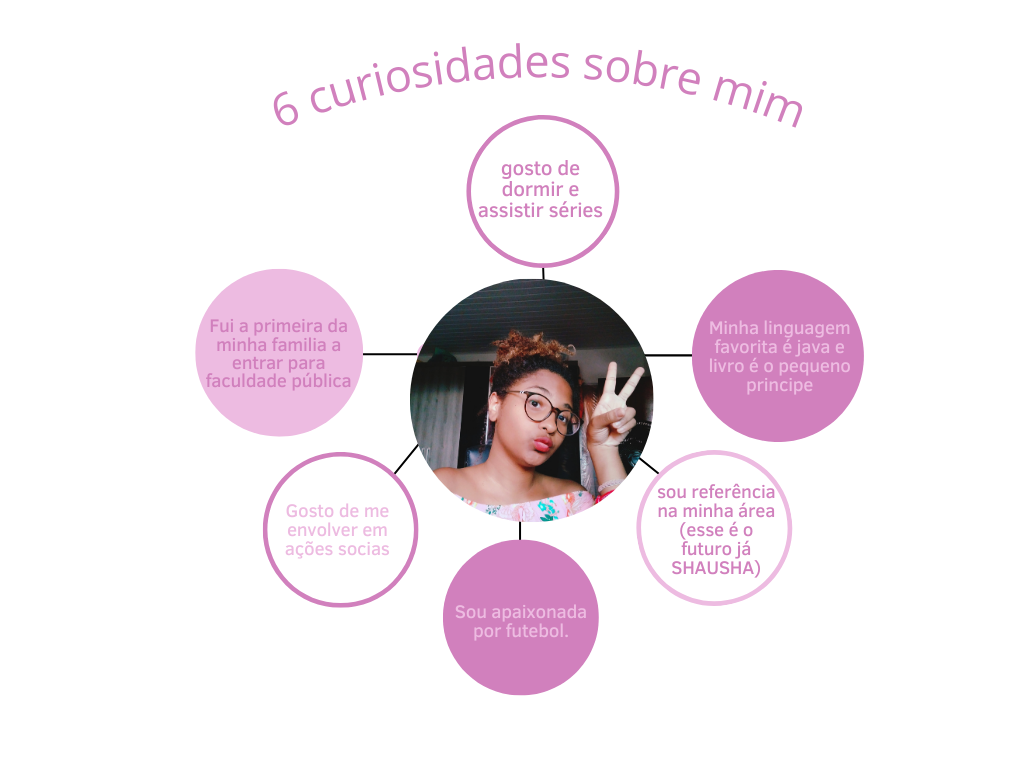 6 curiosidades sobre mim
gosto de
dormir e
assistir séries
Fui a primeira da
minha familia a
entrar para
faculdade pública
Minha linguagem
favorita é java e
livro é o pequeno
principe
Gosto de me
envolver em
ações socias
sou referência
na minha área
(esse é o
futuro já
SHAUSHA)
Sou apaixonada
por futebol.